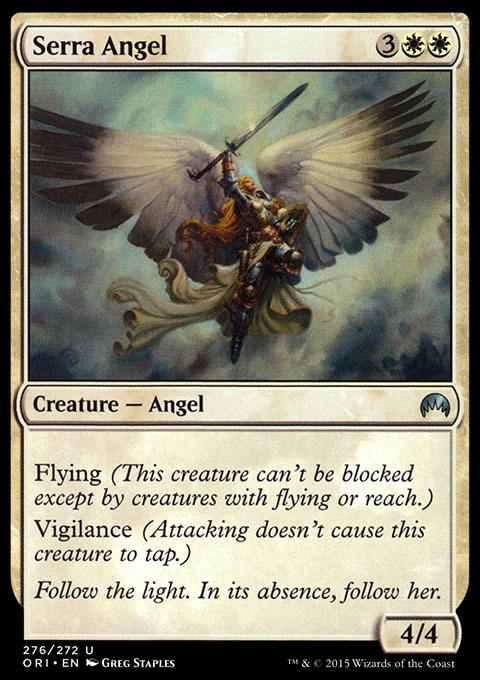 Serra Angel 3
Creature — Angel
Flying (This creature can't be blocked
except by creatures with flying or reach.)
Vigilance (Attacking doesn't cause this
creature to tap.)
Follow the light. In its absence, follow her.
4/4
276/272 U
ORI • EN Greg Staples
™ & © 2015 Wizards of the Coast